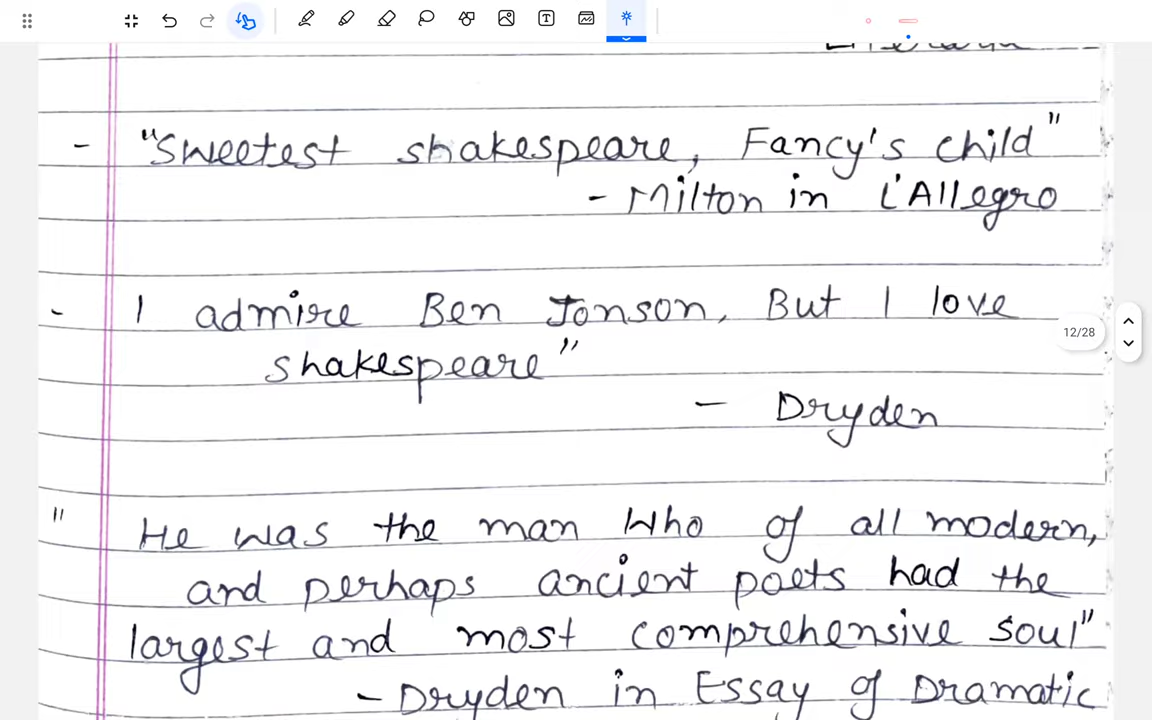 - "Sweetest shakespeare, Fancy's child"
- Milton in L'Allegro
- I admire Ben Jonson, But I love
shakespeare"
- Dryden
12/28
" He was the man Who of all modern,
and perhaps ancient poets had the
largest and most comprehensive soul"
- Dryden in Essay of Dramatic